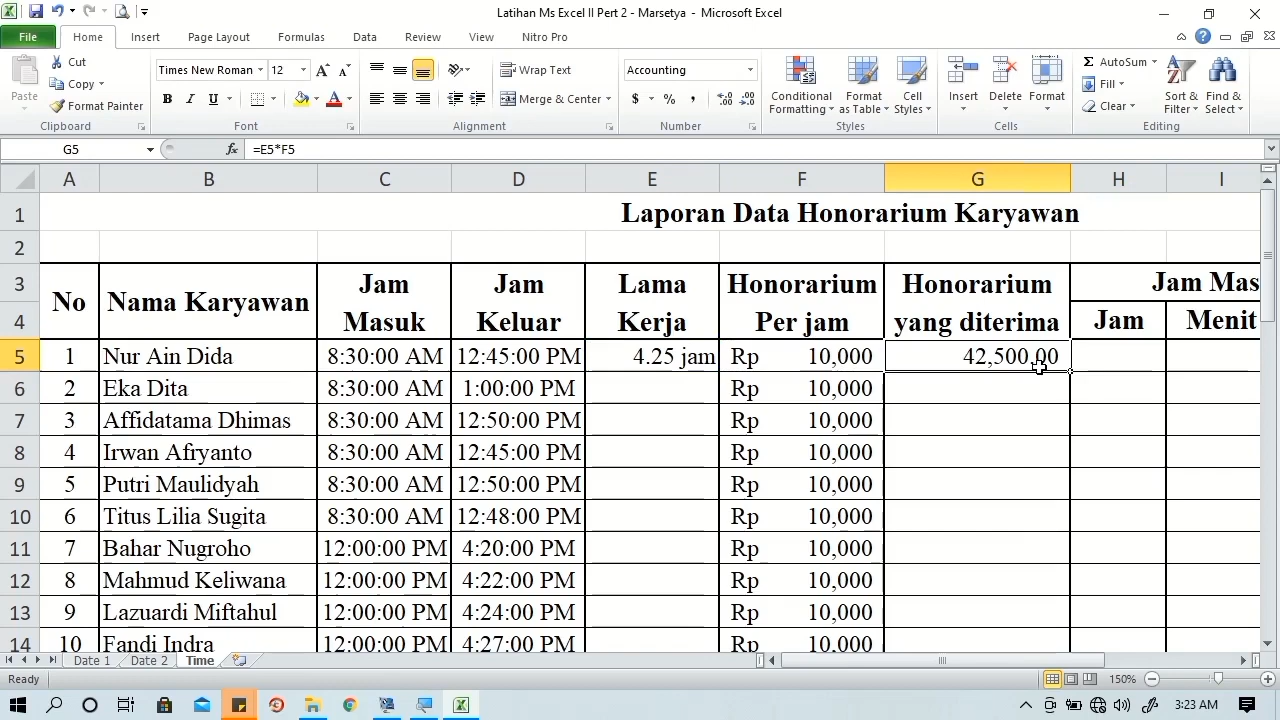 Latihan Ms Excel II Pert 2 - Marsetya - Microsoft Excel
File Home Insert Page Layout Formulas Data Review View Nitro Pro
Paste
Cut
Copy
Format Painter
Clipboard
Times New Roman 12
B I U
Font
Wrap Text
Merge & Center
Alignment
Accounting
$ % ,
Number
Conditional Formatting
Format as Table
Cell Styles
Styles
Insert Delete Format
Cells
Σ AutoSum
Fill
Clear
Sort & Filter
Find & Select
Editing
G5 fx =E5*F5
A B C D E F G H I
1 Laporan Data Honorarium Karyawan
2
3 No Nama Karyawan Jam Jam Lama Honorarium Honorarium Jam Mas
4 Masuk Keluar Kerja Per jam yang diterima Jam Menit
5 1 Nur Ain Dida 8:30:00 AM 12:45:00 PM 4.25 jam Rp 10,000 42,500.00
6 2 Eka Dita 8:30:00 AM 1:00:00 PM Rp 10,000
7 3 Affidatama Dhimas 8:30:00 AM 12:50:00 PM Rp 10,000
8 4 Irwan Afryanto 8:30:00 AM 12:45:00 PM Rp 10,000
9 5 Putri Maulidyah 8:30:00 AM 12:50:00 PM Rp 10,000
10 6 Titus Lilia Sugita 8:30:00 AM 12:48:00 PM Rp 10,000
11 7 Bahar Nugroho 12:00:00 PM 4:20:00 PM Rp 10,000
12 8 Mahmud Keliwana 12:00:00 PM 4:22:00 PM Rp 10,000
13 9 Lazuardi Miftahul 12:00:00 PM 4:24:00 PM Rp 10,000
14 10 Fandi Indra 12:00:00 PM 4:27:00 PM Rp 10,000
Date 1 Date 2 Time
Ready 150%
3:23 AM